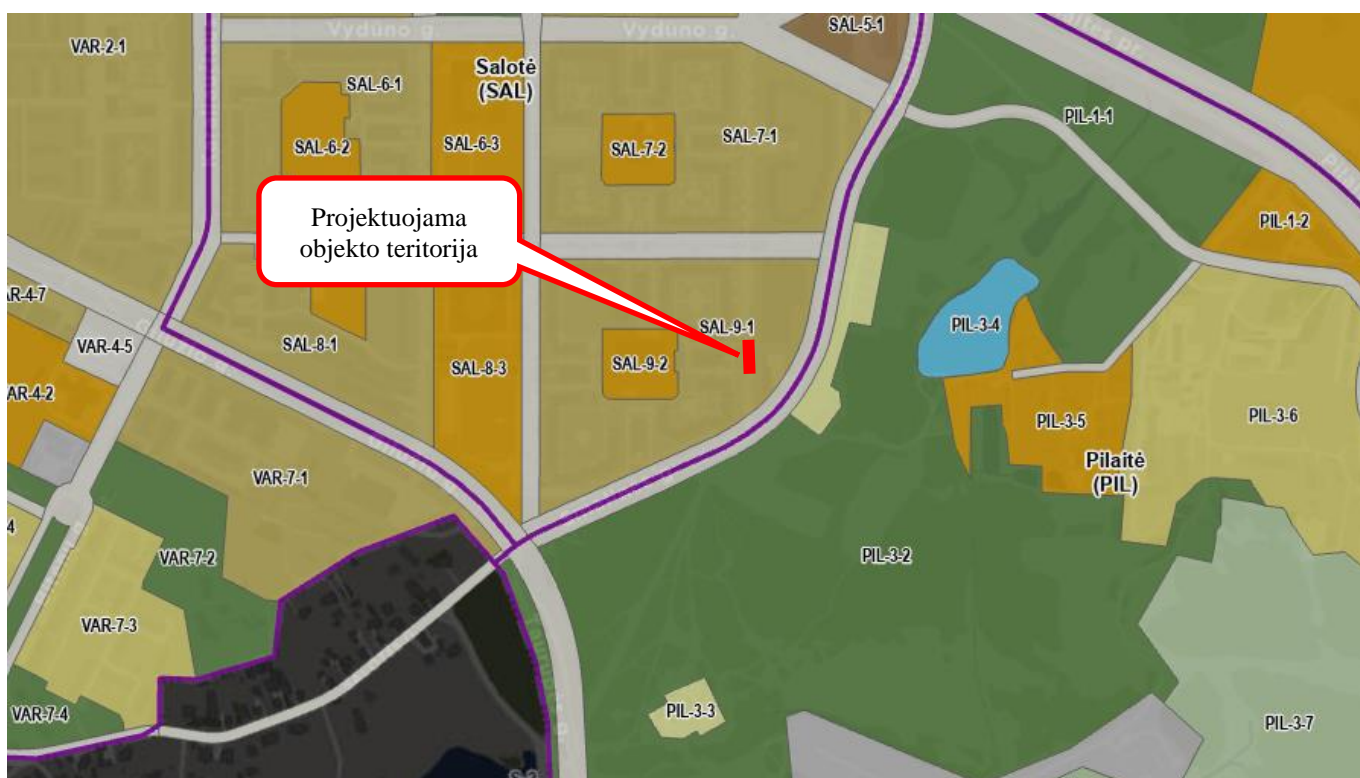 Vyduno g.
Vyduno g.
SAL-5-1
VAR-2-1
Salotė
(SAL)
SAL-6-1
PIL-1-1
SAL-6-2
SAL-6-3
SAL-7-2
SAL-7-1
Projektuojama
objekto teritorija
PIL-1-2
AR-4-7
VAR-4-5
SAL-8-1
SAL-8-3
SAL-9-1
SAL-9-2
PIL-3-4
AR-4-2
PIL-3-5
PIL-3-6
Pilaitė
(PIL)
VAR-7-1
4
VAR-7-2
PIL-3-2
VAR-7-3
VAR-7-4
PIL-3-3
PIL-3-7